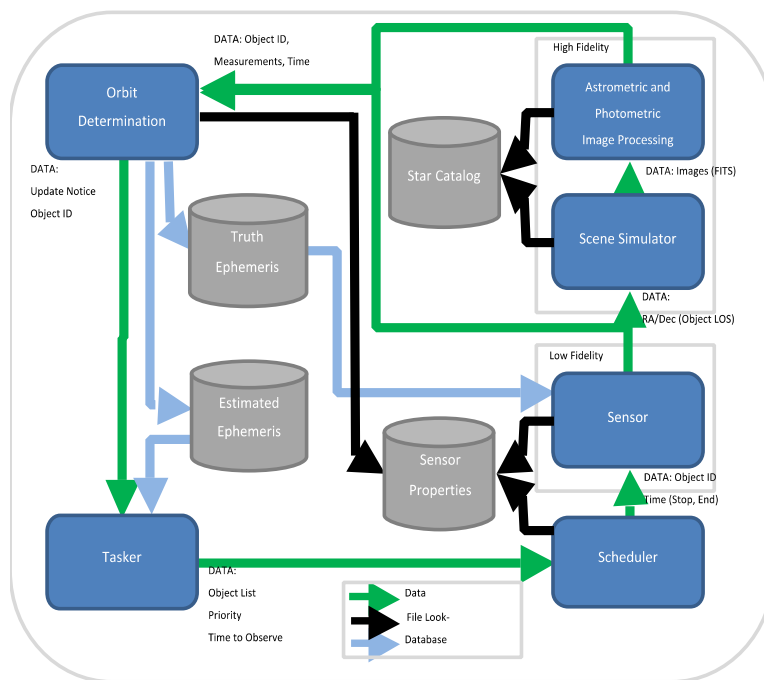 DATA: Object ID,
Measurements, Time
High Fidelity
Orbit
Determination
Astrometric and
Photometric
Image Processing
Star Catalog
DATA:
Update Notice
Object ID
DATA: Images (FITS)
Truth
Ephemeris
Scene Simulator
DATA:
RA/Dec (Object LOS)
Low Fidelity
Estimated
Ephemeris
Sensor
Sensor
Properties
DATA: Object ID
Time (Stop, End)
Tasker
Scheduler
DATA:
Object List
Priority
Time to Observe
Data
File Look-
Database